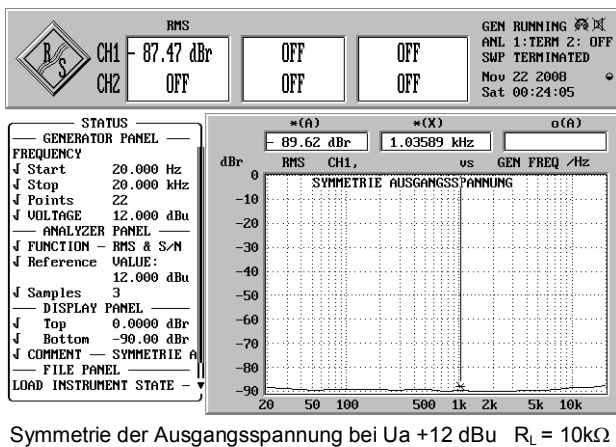 RMS
R S
CH1 - 87.47 dBr OFF OFF
CH2 OFF OFF OFF
GEN RUNNING
ANL 1:TERM 2: OFF
SWP TERMINATED
Nov 22 2008
Sat 00:24:05
STATUS
GENERATOR PANEL
FREQUENCY
Start 20.000 Hz
Stop 20.000 kHz
Points 22
VOLTAGE 12.000 dBu
ANALYZER PANEL
FUNCTION - RMS & S/N
Reference VALUE:
12.000 dBu
Samples 3
DISPLAY PANEL
Top 0.0000 dBr
Bottom -90.00 dBr
COMMENT — SYMMETRIE A
FILE PANEL
LOAD INSTRUMENT STATE -
*(A) *(X) o(A)
- 89.62 dBr 1.03589 kHz
dBr RMS CH1, vs GEN FREQ /Hz
SYMMETRIE AUSGANGSSPANNUNG
0
-10
-20
-30
-40
-50
-60
-70
-80
-90
20 50 100 500 1k 2k 5k 10k
Symmetrie der Ausgangsspannung bei Ua +12 dBu R_L = 10kΩ